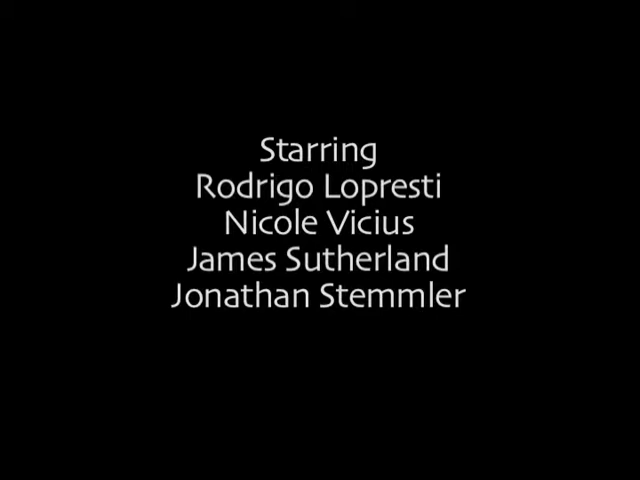 Starring
Rodrigo Lopresti
Nicole Vicius
James Sutherland
Jonathan Stemmler